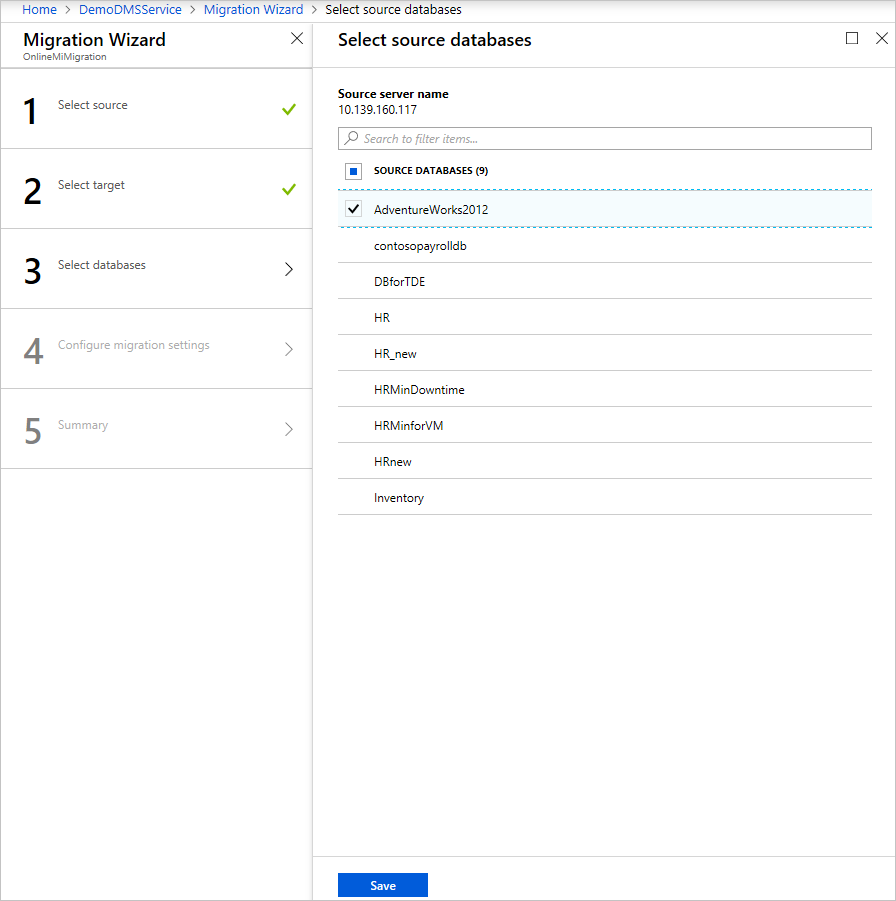 Home > DemoDMSService > Migration Wizard > Select source databases
Migration Wizard
OnlineMiMigration
1 Select source
2 Select target
3 Select databases
4 Configure migration settings
5 Summary
Select source databases
Source server name
10.139.160.117
Search to filter items...
SOURCE DATABASES (9)
AdventureWorks2012
contosopayrolldb
DBforTDE
HR
HR_new
HRMinDowntime
HRMinforVM
HRnew
Inventory
Save